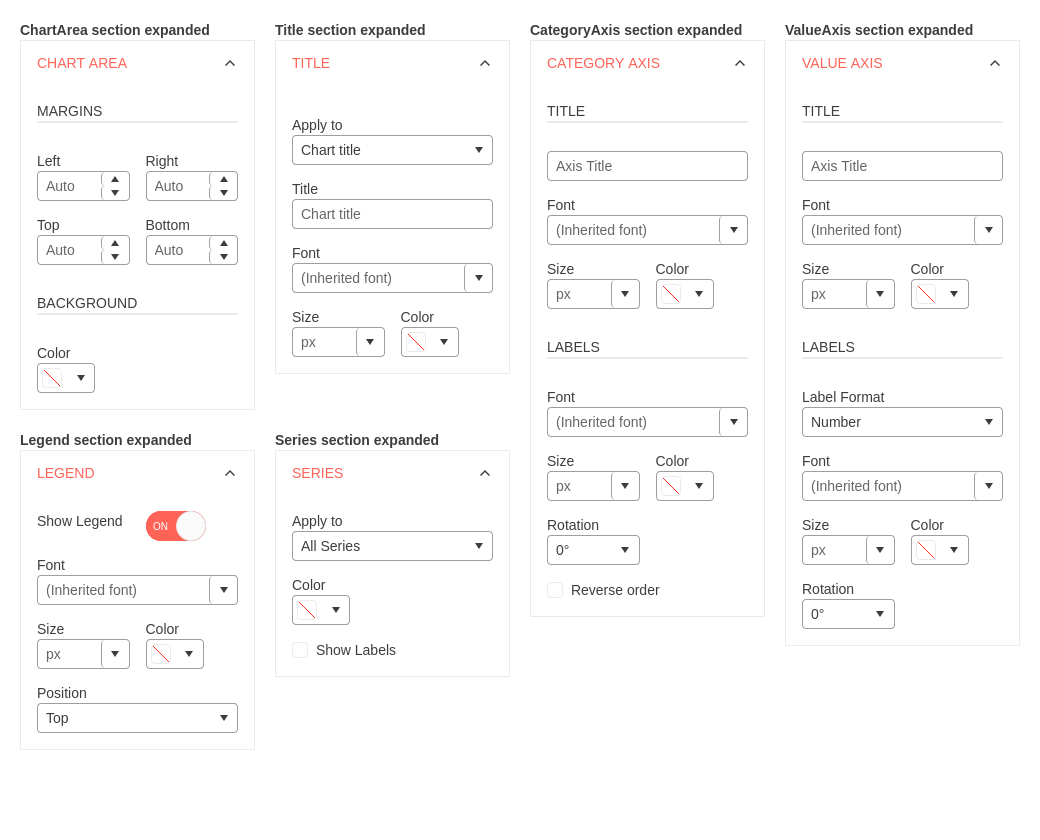 ChartArea section expanded
CHART AREA
MARGINS
Left Right
Auto Auto
Top Bottom
Auto Auto
BACKGROUND
Color
Title section expanded
TITLE
Apply to
Chart title
Title
Chart title
Font
(Inherited font)
Size Color
px
CategoryAxis section expanded
CATEGORY AXIS
TITLE
Axis Title
Font
(Inherited font)
Size Color
px
LABELS
Font
(Inherited font)
Size Color
px
Rotation
0°
Reverse order
ValueAxis section expanded
VALUE AXIS
TITLE
Axis Title
Font
(Inherited font)
Size Color
px
LABELS
Label Format
Number
Font
(Inherited font)
Size Color
px
Rotation
0°
Legend section expanded
LEGEND
Show Legend ON
Font
(Inherited font)
Size Color
px
Position
Top
Series section expanded
SERIES
Apply to
All Series
Color
Show Labels